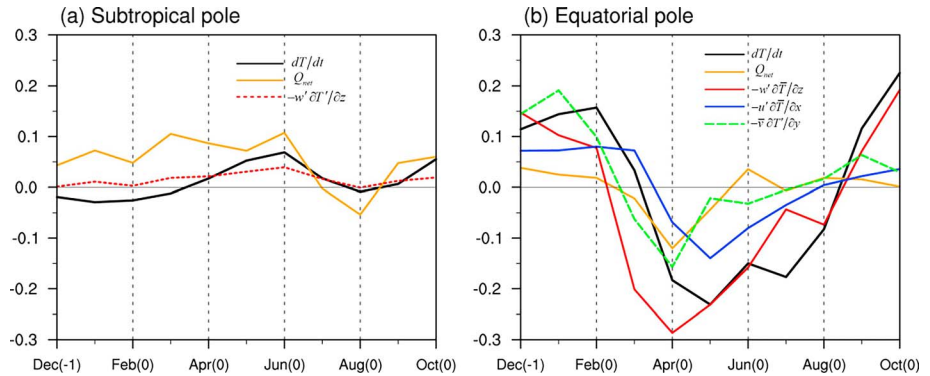 (a) Subtropical pole
0.3
0.2
0.1
0.0
-0.1
-0.2
-0.3
Dec(-1) Feb(0) Apr(0) Jun(0) Aug(0) Oct(0)
dT/dt
Qnet
-w' ∂T'/∂z
(b) Equatorial pole
0.3
0.2
0.1
0.0
-0.1
-0.2
-0.3
Dec(-1) Feb(0) Apr(0) Jun(0) Aug(0) Oct(0)
dT/dt
Qnet
-w' ∂T̅/∂z
-u' ∂T̅/∂x
-v̅ ∂T'/∂y